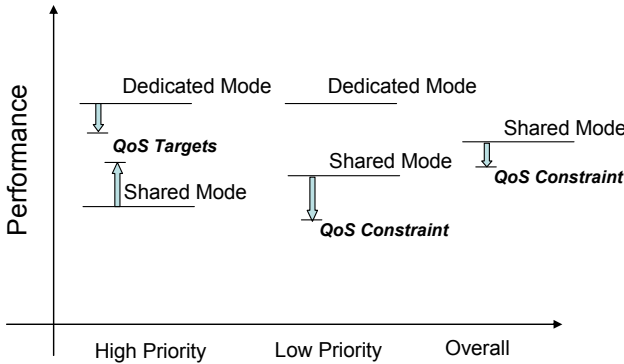 Performance
Dedicated Mode
QoS Targets
Shared Mode
Dedicated Mode
Shared Mode
QoS Constraint
Shared Mode
QoS Constraint
High Priority
Low Priority
Overall